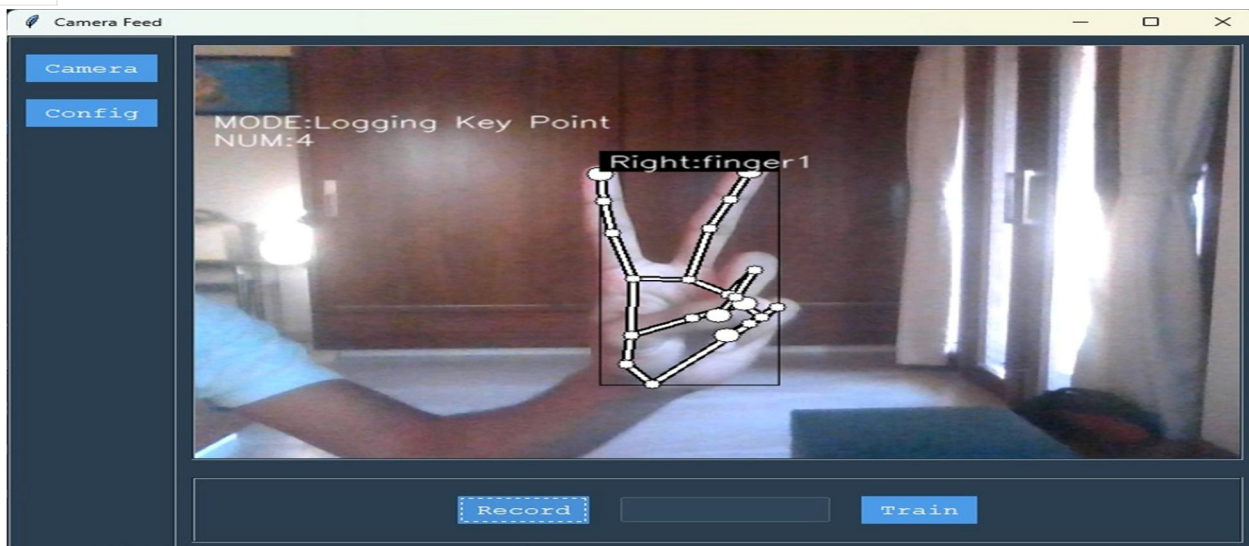 Camera Feed
Camera
Config
MODE:Logging Key Point
NUM:4
Right:finger1
Record
Train